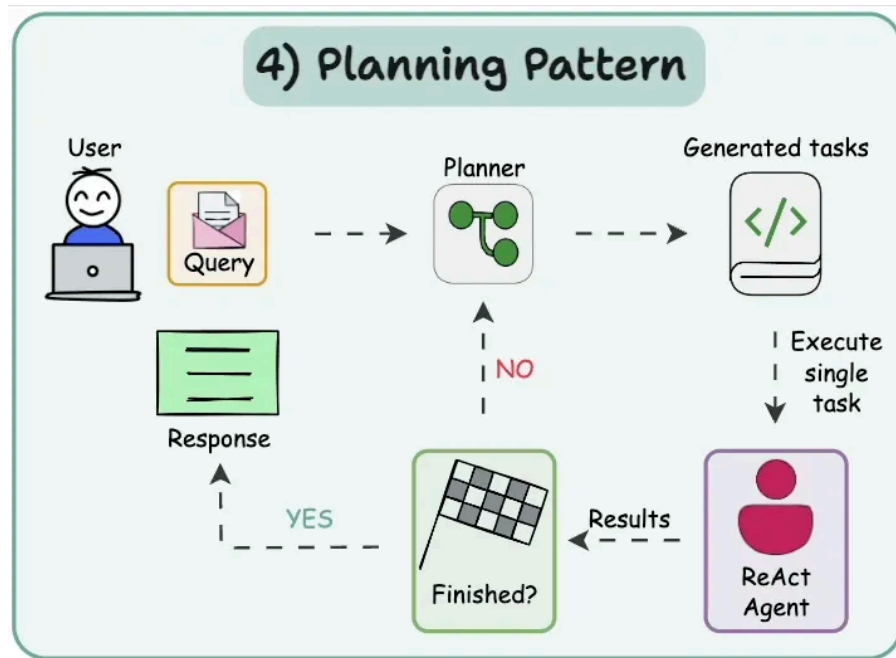 4) Planning Pattern
User
Query
Planner
Generated tasks
</>
Execute
single
task
ReAct
Agent
Results
Finished?
NO
YES
Response